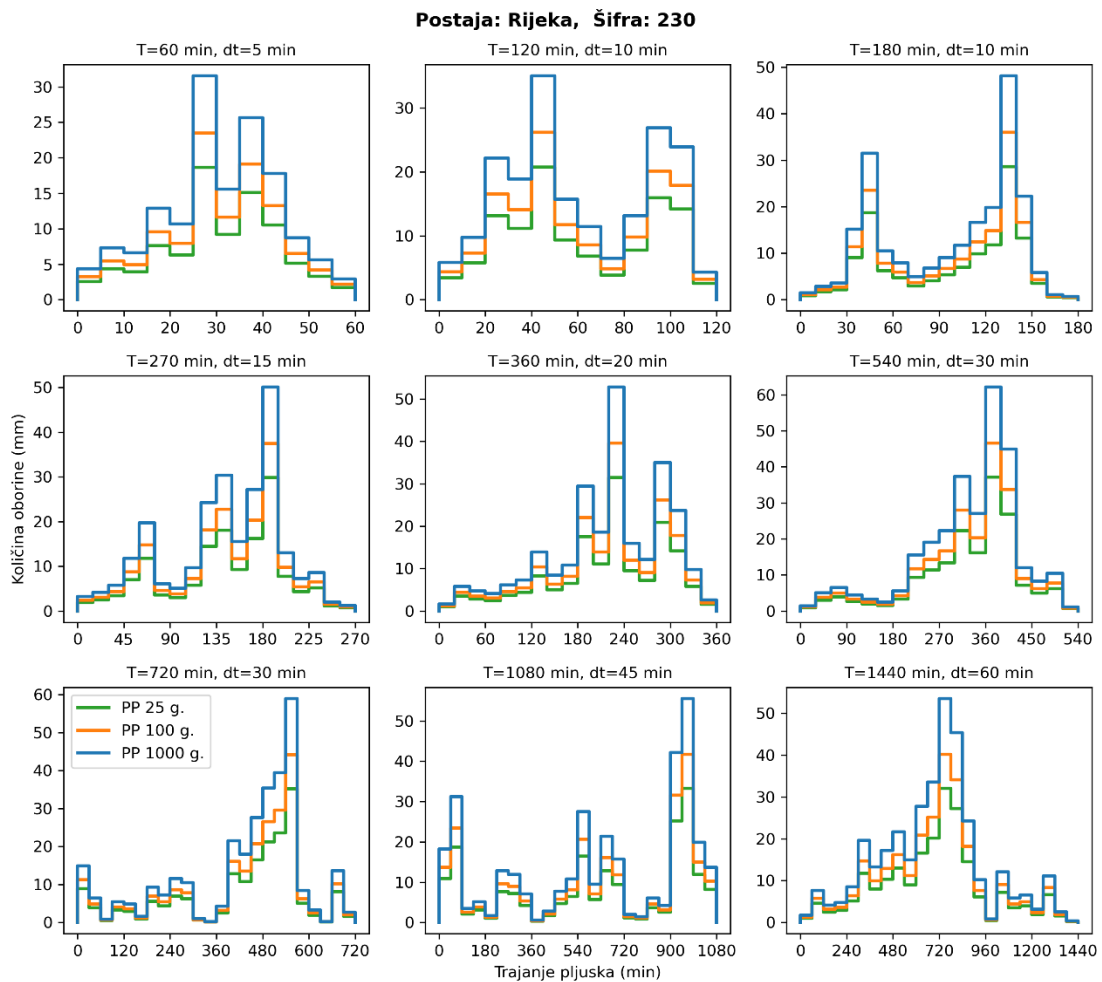 Postaja: Rijeka,  Šifra: 230
T=60 min, dt=5 min
T=120 min, dt=10 min
T=180 min, dt=10 min
30
25
20
15
10
5
0
0 10 20 30 40 50 60
30
20
10
0
0 20 40 60 80 100 120
50
40
30
20
10
0
0 30 60 90 120 150 180
Količina oborine (mm)
T=270 min, dt=15 min
T=360 min, dt=20 min
T=540 min, dt=30 min
50
40
30
20
10
0
0 45 90 135 180 225 270
50
40
30
20
10
0
0 60 120 180 240 300 360
60
50
40
30
20
10
0
0 90 180 270 360 450 540
T=720 min, dt=30 min
T=1080 min, dt=45 min
T=1440 min, dt=60 min
60
50
40
30
20
10
0
PP 25 g.
PP 100 g.
PP 1000 g.
0 120 240 360 480 600 720
50
40
30
20
10
0
0 180 360 540 720 900 1080
50
40
30
20
10
0
0 240 480 720 960 1200 1440
Trajanje pljuska (min)